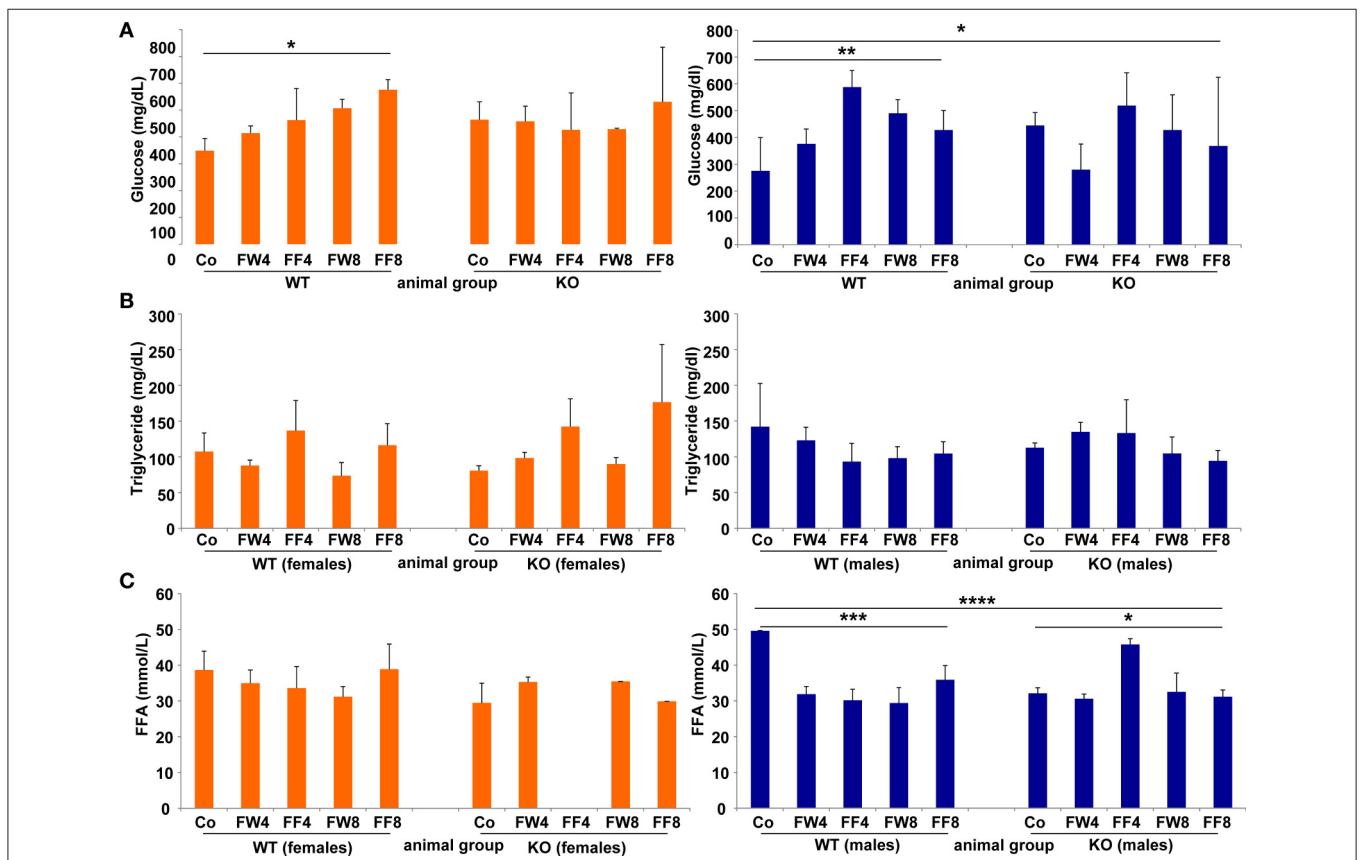 A
Glucose (mg/dL)
800
700
600
500
400
300
200
100
0
*
Co FW4 FF4 FW8 FF8 Co FW4 FF4 FW8 FF8
WT animal group KO
Glucose (mg/dl)
800
700
600
500
400
300
200
100
0
*
**
Co FW4 FF4 FW8 FF8 Co FW4 FF4 FW8 FF8
WT animal group KO
B
Triglyceride (mg/dL)
300
250
200
150
100
50
0
Co FW4 FF4 FW8 FF8 Co FW4 FF4 FW8 FF8
WT (females) animal group KO (females)
Triglyceride (mg/dl)
300
250
200
150
100
50
0
Co FW4 FF4 FW8 FF8 Co FW4 FF4 FW8 FF8
WT (males) animal group KO (males)
C
FFA (mmol/L)
60
50
40
30
20
10
0
Co FW4 FF4 FW8 FF8 Co FW4 FF4 FW8 FF8
WT (females) animal group KO (females)
FFA (mmol/L)
60
50
40
30
20
10
0
****
***
*
Co FW4 FF4 FW8 FF8 Co FW4 FF4 FW8 FF8
WT (males) animal group KO (males)